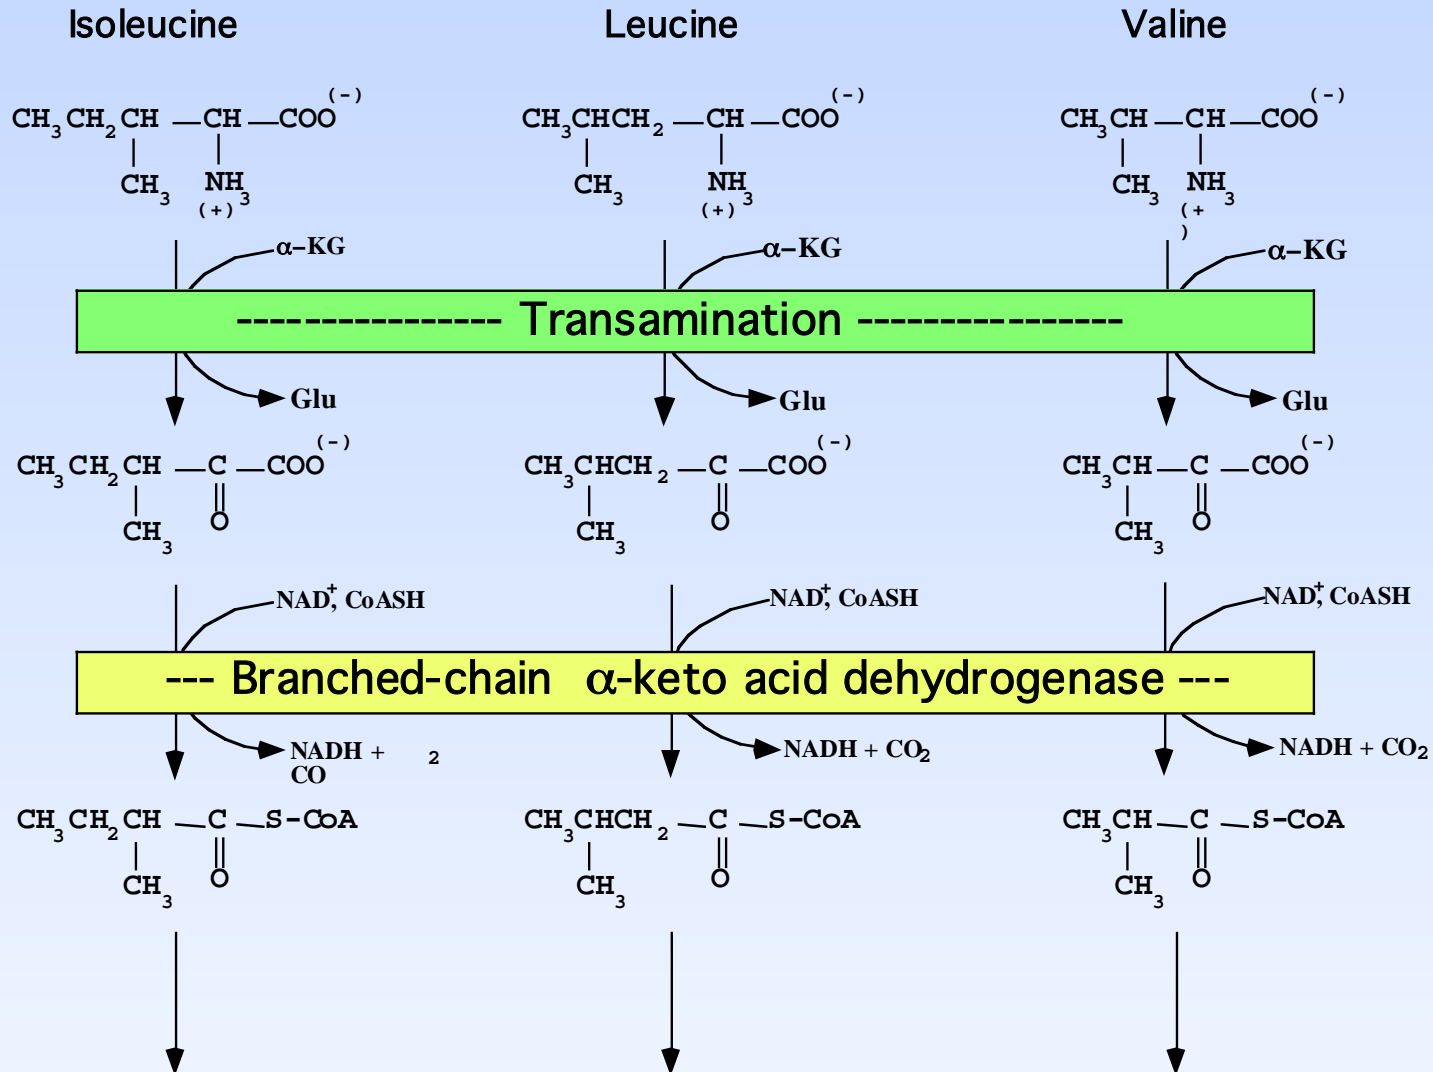 Isoleucine Leucine Valine
(-) (-) (-)
CH3CH2CH — CH — COO CH3CHCH2 — CH — COO CH3CH — CH — COO
CH3 NH3 CH3 NH3 CH3 NH3
(+) (+) (+
)
α–KG α–KG α–KG
---------------- Transamination ----------------
Glu Glu Glu
(-) (-) (-)
CH3CH2CH — C — COO CH3CHCH2 — C — COO CH3CH — C — COO
O O O
CH3 CH3 CH3
NAD+, CoASH NAD+, CoASH NAD+, CoASH
--- Branched-chain α-keto acid dehydrogenase ---
NADH + 2 NADH + CO2 NADH + CO2
CO
CH3CH2CH — C — S-CoA CH3CHCH2 — C — S-CoA CH3CH — C — S-CoA
CH3 O CH3 O CH3 O